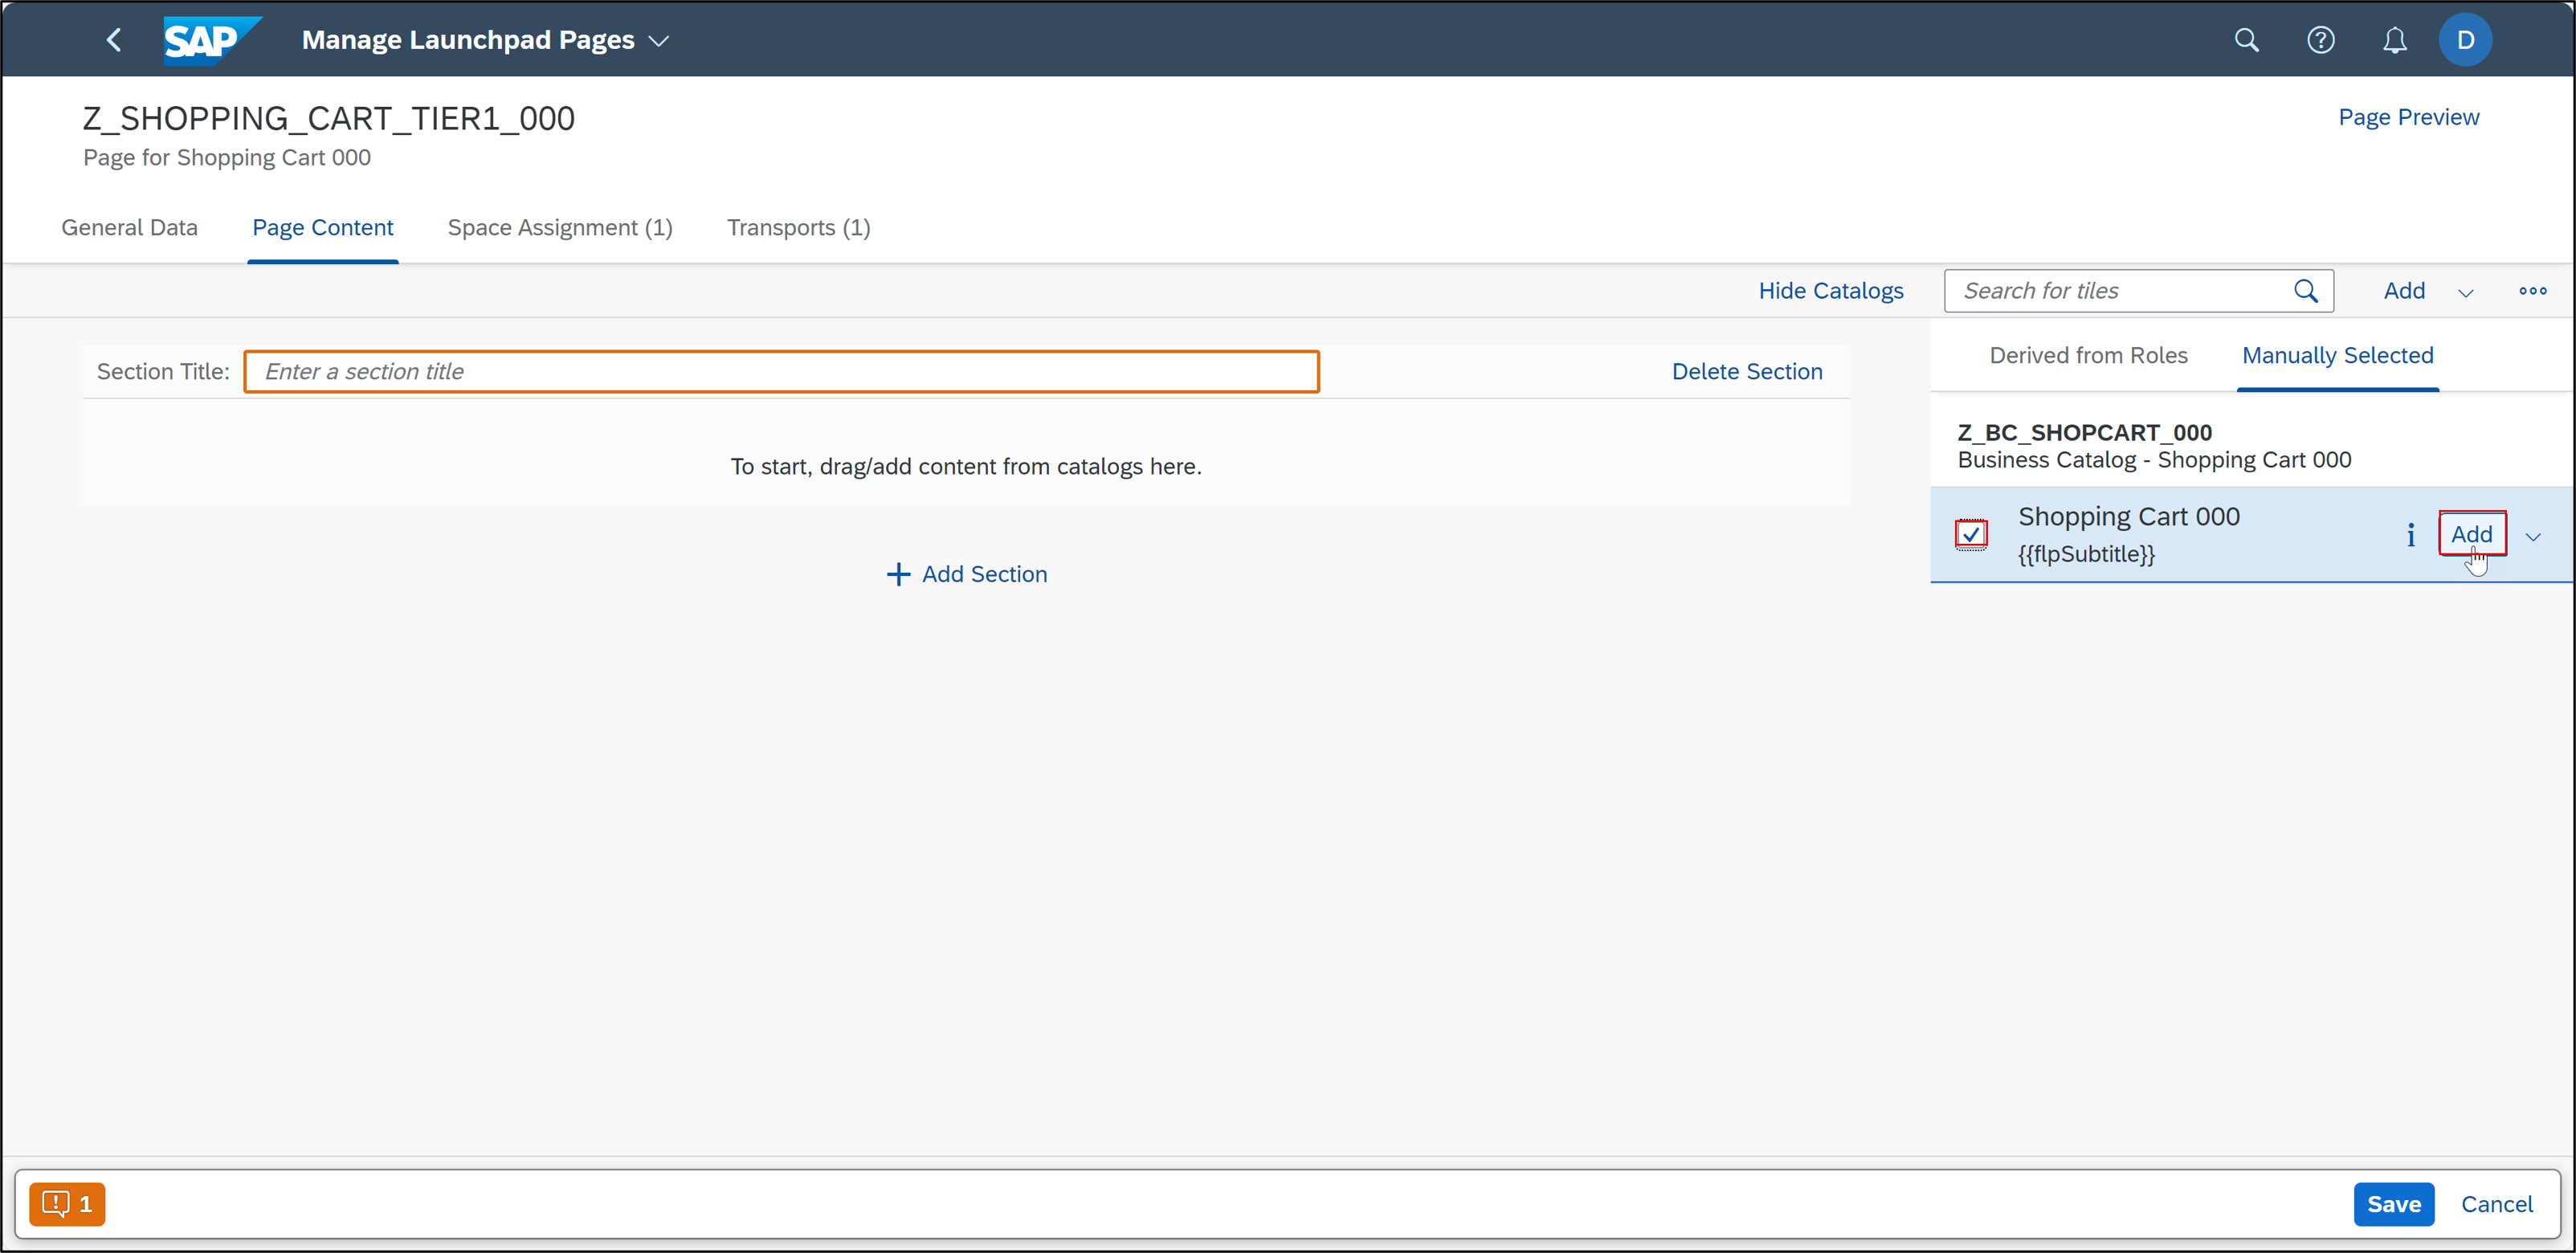 SAP Manage Launchpad Pages D
Z_SHOPPING_CART_TIER1_000
Page Preview
Page for Shopping Cart 000
General Data Page Content Space Assignment (1) Transports (1)
Hide Catalogs Search for tiles Add
Section Title: Enter a section title Delete Section
To start, drag/add content from catalogs here.
Add Section
Derived from Roles Manually Selected
Z_BC_SHOPCART_000
Business Catalog - Shopping Cart 000
Shopping Cart 000
{{flpSubtitle}}
i Add
1 Save Cancel